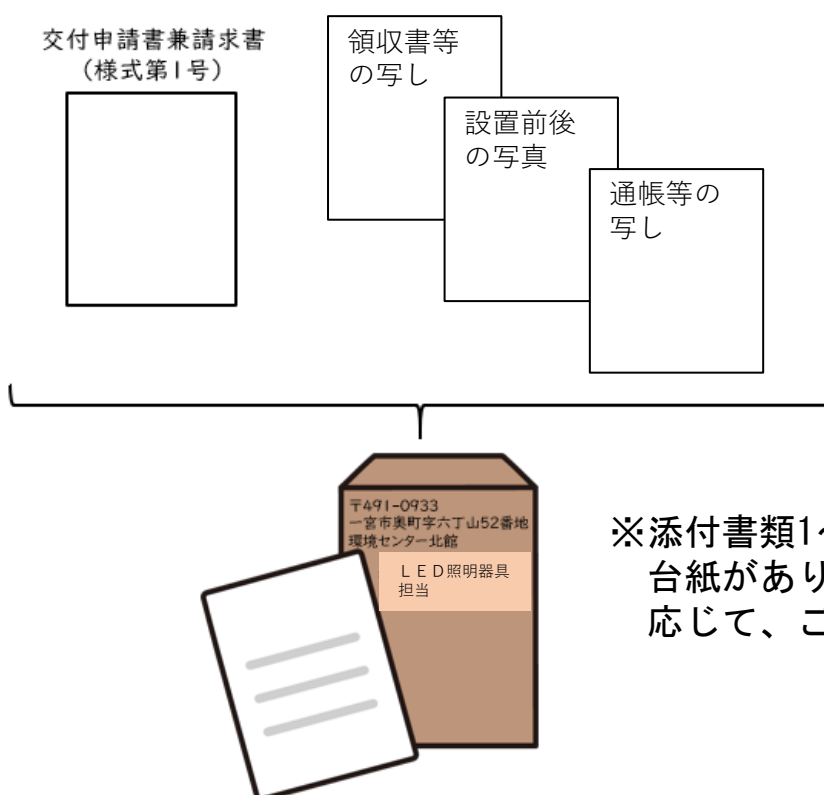 交付申請書兼請求書
（様式第1号）
領収書等
の写し
設置前後
の写真
通帳等の
写し
〒491-0933
一宮市奥町字六丁山52番地
環境センター北館
ＬＥＤ照明器具
担当
※添付書類1
台紙があり
応じて、こ